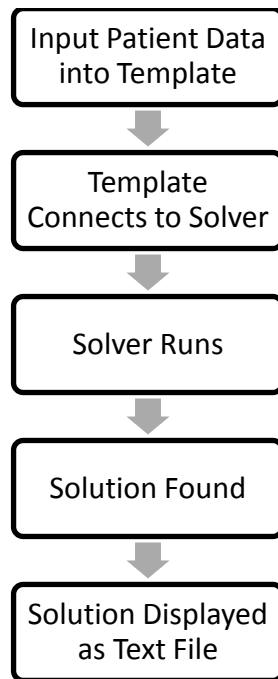 Input Patient Data
into Template
Template
Connects to Solver
Solver Runs
Solution Found
Solution Displayed
as Text File